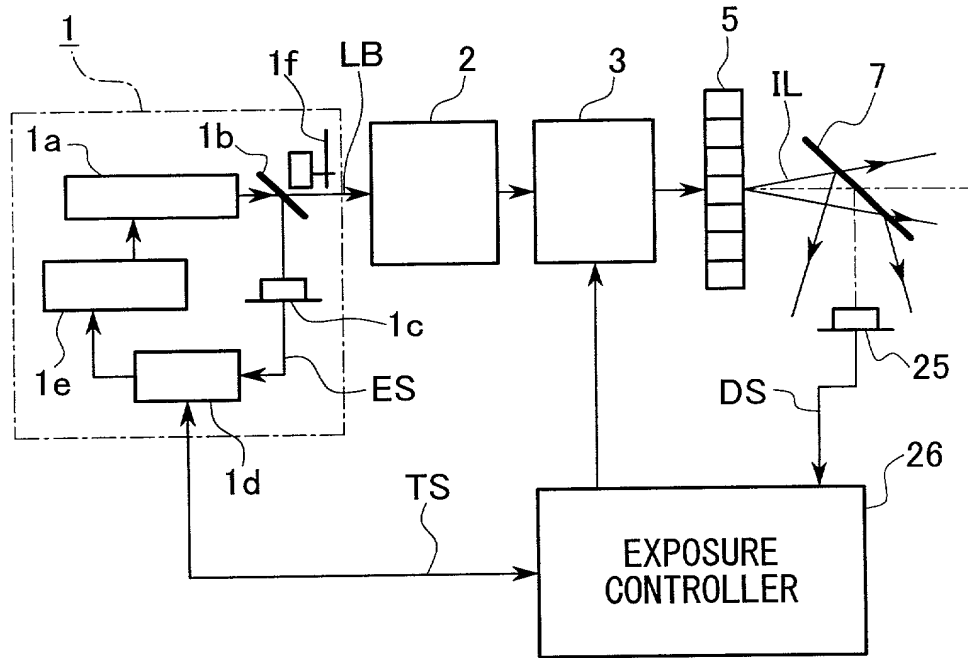 1
1f
LB
2
3
5
IL
7
1a
1b
1c
25
1e
ES
DS
1d
26
TS
EXPOSURE
CONTROLLER